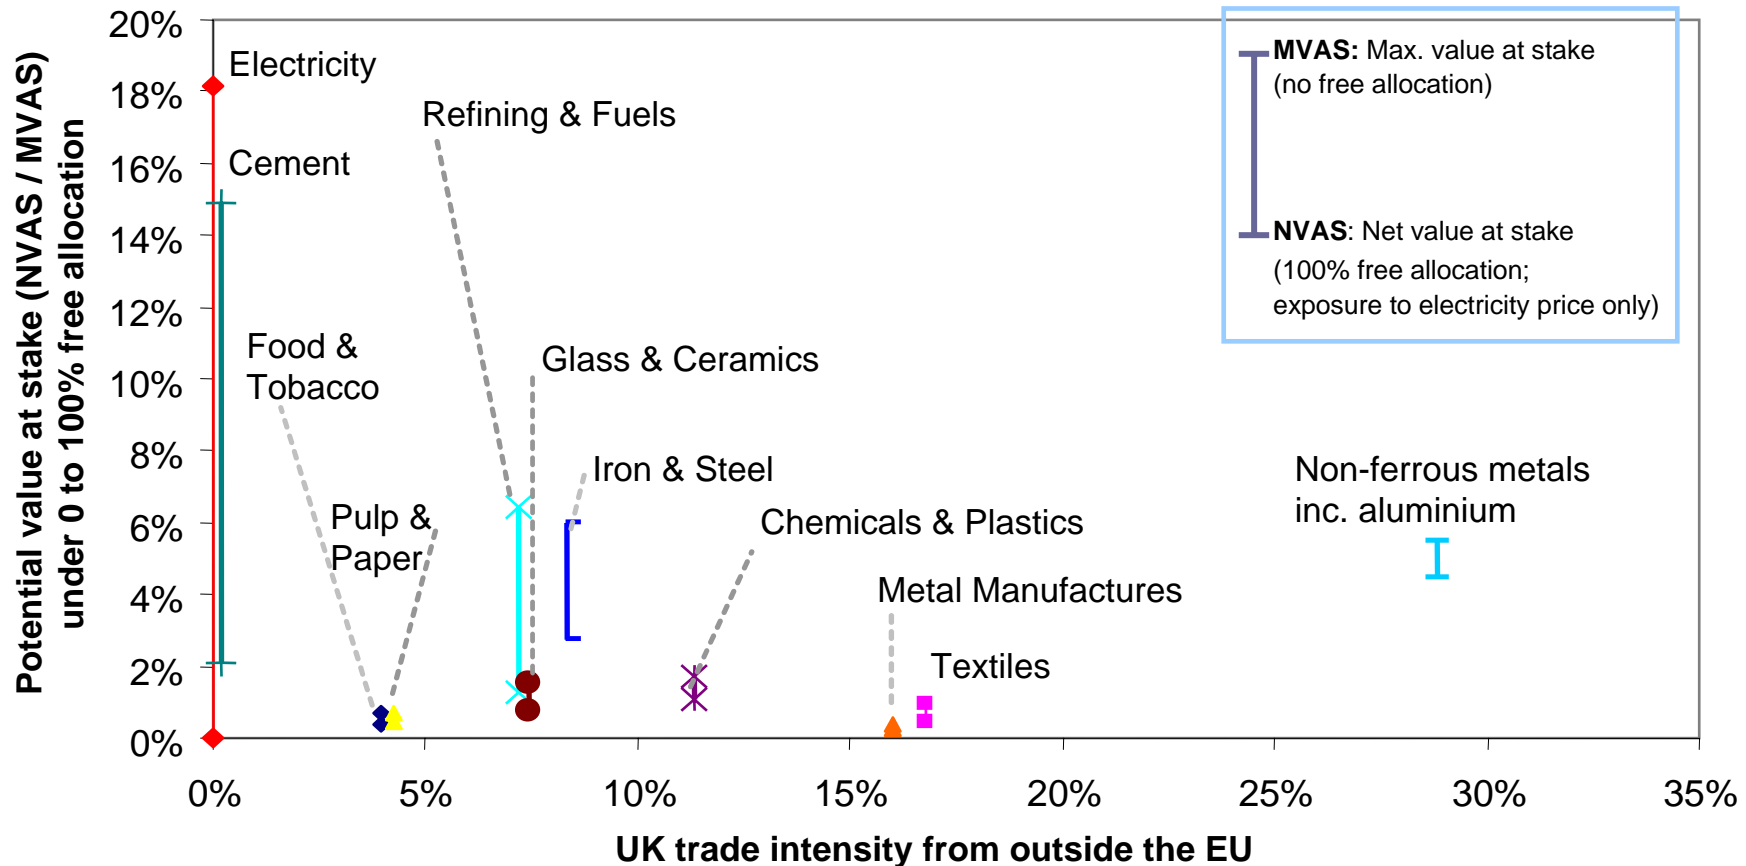 Potential value at stake (NVAS / MVAS)
under 0 to 100% free allocation
20%
18%
16%
14%
12%
10%
8%
6%
4%
2%
0%
Electricity
Cement
Refining & Fuels
Food &
Tobacco
Glass & Ceramics
Pulp &
Paper
Iron & Steel
Chemicals & Plastics
Metal Manufactures
Textiles
Non-ferrous metals
inc. aluminium
MVAS: Max. value at stake
(no free allocation)
NVAS: Net value at stake
(100% free allocation;
exposure to electricity price only)
0% 5% 10% 15% 20% 25% 30% 35%
UK trade intensity from outside the EU